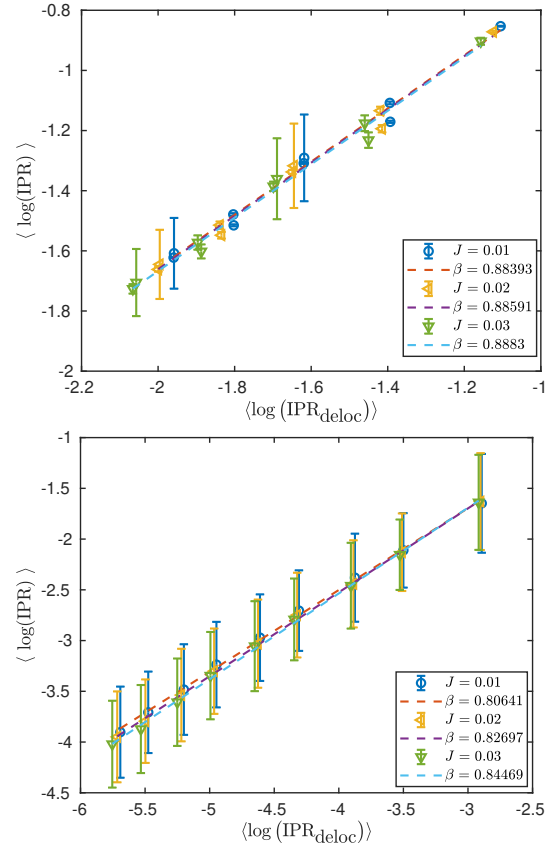 -0.8
-1
-1.2
-1.4
-1.6
-1.8
-2
⟨ log(IPR) ⟩
J = 0.01
β = 0.88393
J = 0.02
β = 0.88591
J = 0.03
β = 0.8883
-2.2 -2 -1.8 -1.6 -1.4 -1.2 -1
⟨log (IPR_deloc)⟩
-1
-1.5
-2
-2.5
-3
-3.5
-4
-4.5
⟨ log(IPR) ⟩
J = 0.01
β = 0.80641
J = 0.02
β = 0.82697
J = 0.03
β = 0.84469
-6 -5.5 -5 -4.5 -4 -3.5 -3 -2.5
⟨log (IPR_deloc)⟩